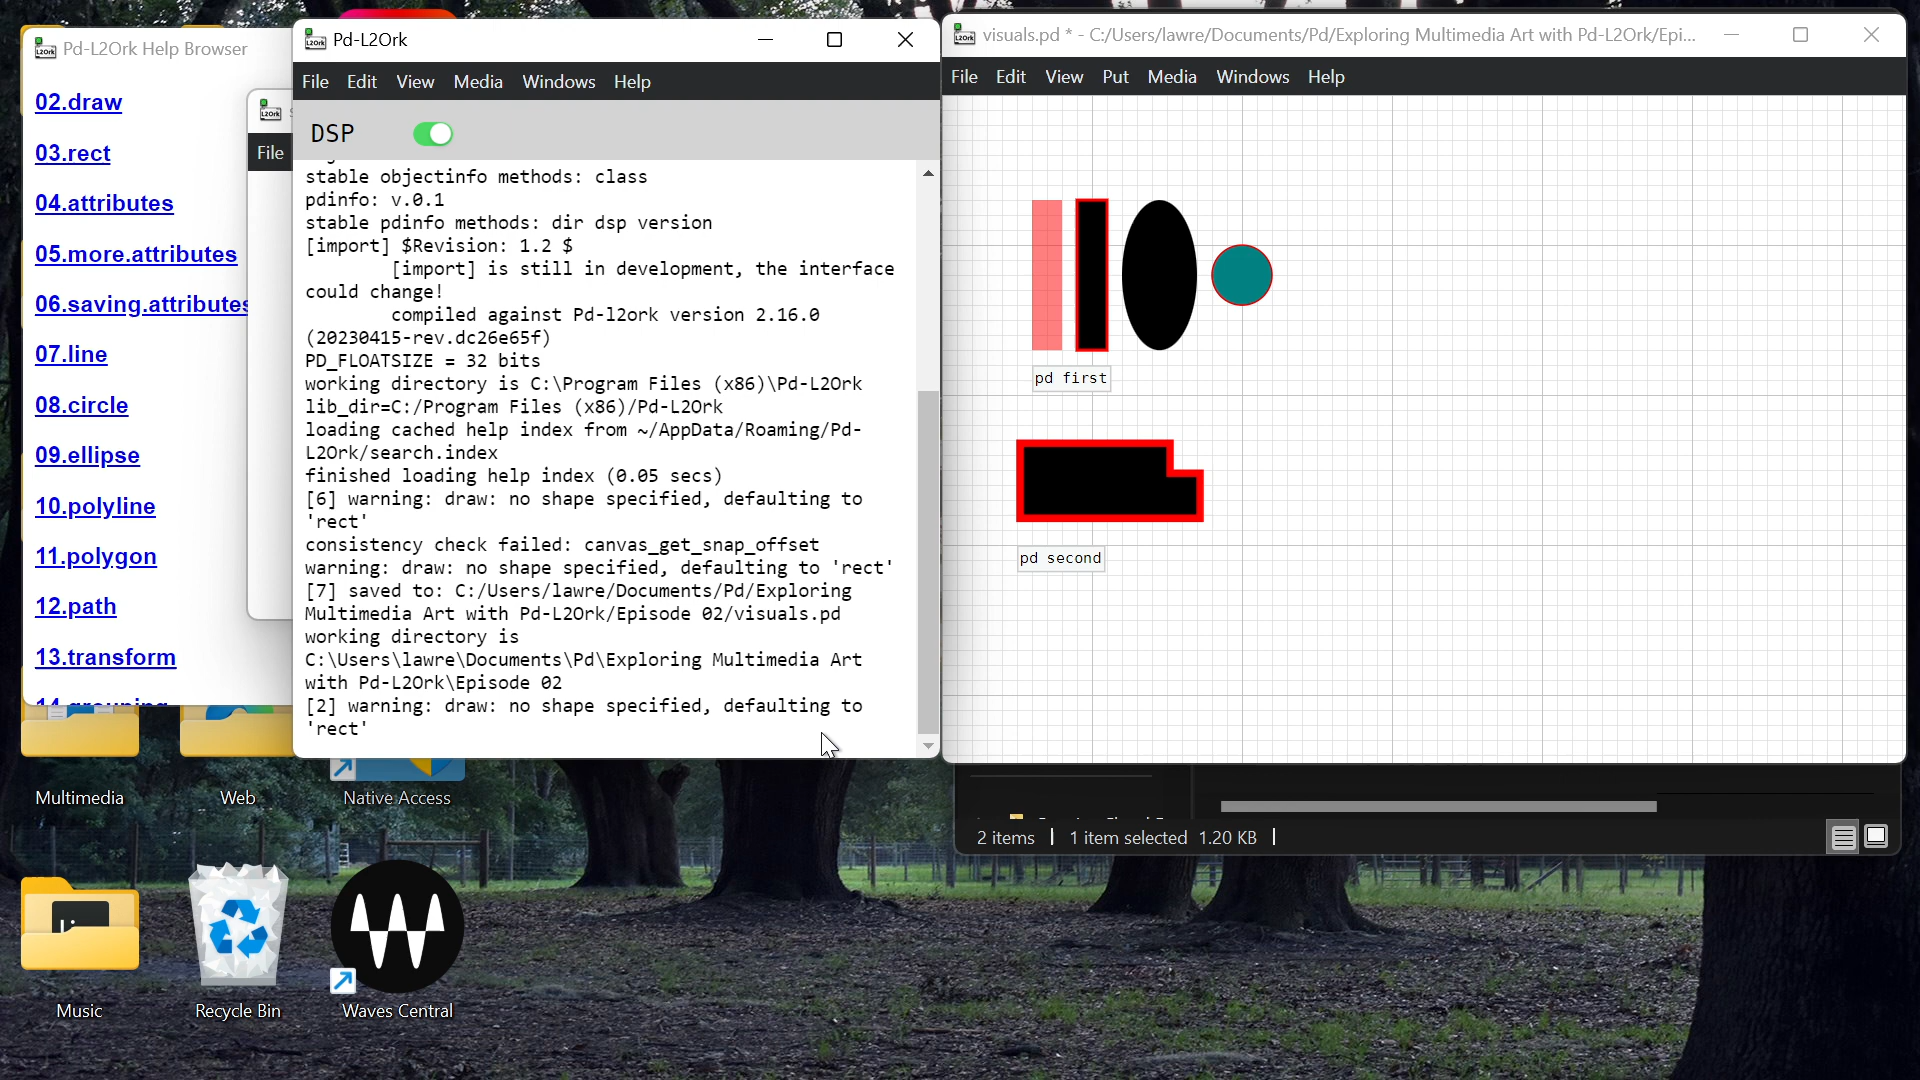 Pd-L2Ork Help Browser
02.draw
03.rect
04.attributes
05.more.attributes
06.saving.attributes
07.line
08.circle
09.ellipse
10.polyline
11.polygon
12.path
13.transform
File
Pd-L2Ork
File Edit View Media Windows Help
DSP
stable objectinfo methods: class
pdinfo: v.0.1
stable pdinfo methods: dir dsp version
[import] $Revision: 1.2 $
[import] is still in development, the interface
could change!
compiled against Pd-l2ork version 2.16.0
(20230415-rev.dc26e65f)
PD_FLOATSIZE = 32 bits
working directory is C:\Program Files (x86)\Pd-L2Ork
lib_dir=C:/Program Files (x86)/Pd-L2Ork
loading cached help index from ~/AppData/Roaming/Pd-
L2Ork/search.index
finished loading help index (0.05 secs)
[6] warning: draw: no shape specified, defaulting to
'rect'
consistency check failed: canvas_get_snap_offset
warning: draw: no shape specified, defaulting to 'rect'
[7] saved to: C:/Users/lawre/Documents/Pd/Exploring
Multimedia Art with Pd-L2Ork/Episode 02/visuals.pd
working directory is
C:\Users\lawre\Documents\Pd\Exploring Multimedia Art
with Pd-L2Ork\Episode 02
[2] warning: draw: no shape specified, defaulting to
'rect'
visuals.pd * - C:/Users/lawre/Documents/Pd/Exploring Multimedia Art with Pd-L2Ork/Epi...
File Edit View Put Media Windows Help
pd first
pd second
2 items 1 item selected 1.20 KB
Multimedia
Web
Native Access
Music
Recycle Bin
Waves Central